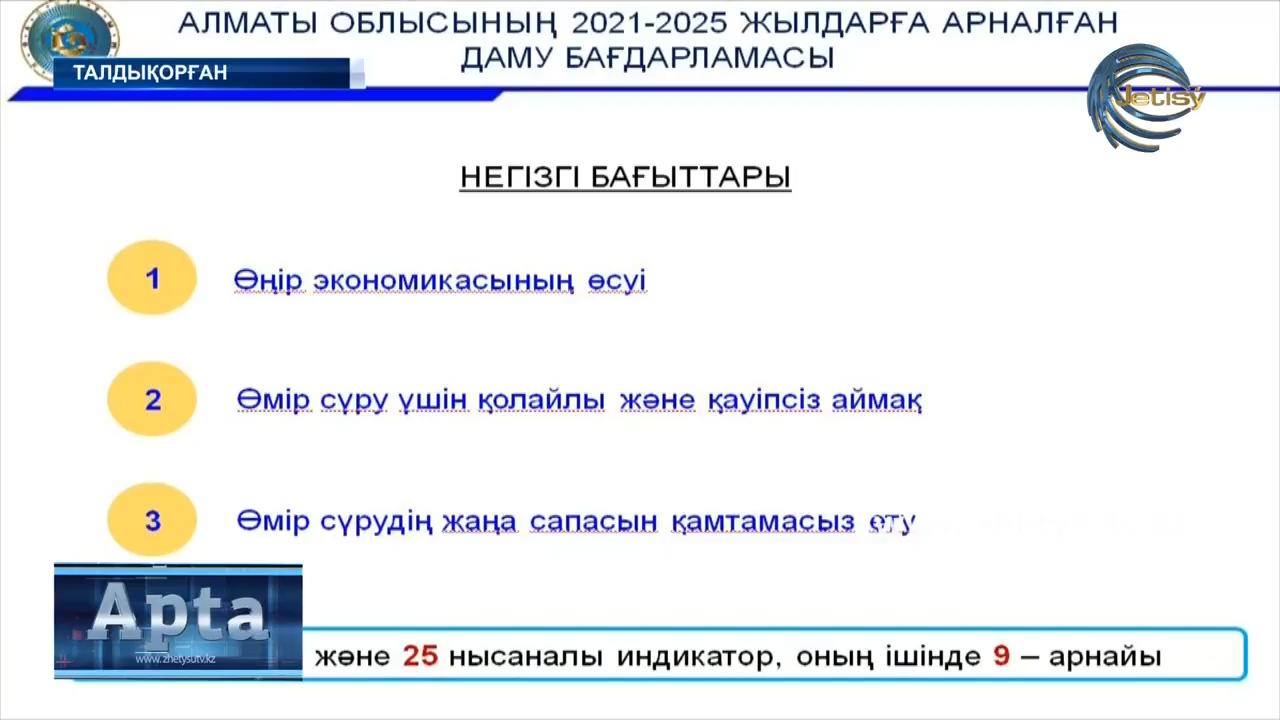 АЛМАТЫ ОБЛЫСЫНЫҢ 2021-2025 ЖЫЛДАРҒА АРНАЛҒАН
ДАМУ БАҒДАРЛАМАСЫ
ТАЛДЫҚОРҒАН
Jetisý
НЕГІЗГІ БАҒЫТТАРЫ
1 Өңір экономикасының өсуі
2 Өмір сүру үшін қолайлы және қауіпсіз аймақ
3 Өмір сүрудің жаңа сапасын қамтамасыз ету
Apta
www.zhetysutv.kz
және 25 нысаналы индикатор, оның ішінде 9 – арнайы